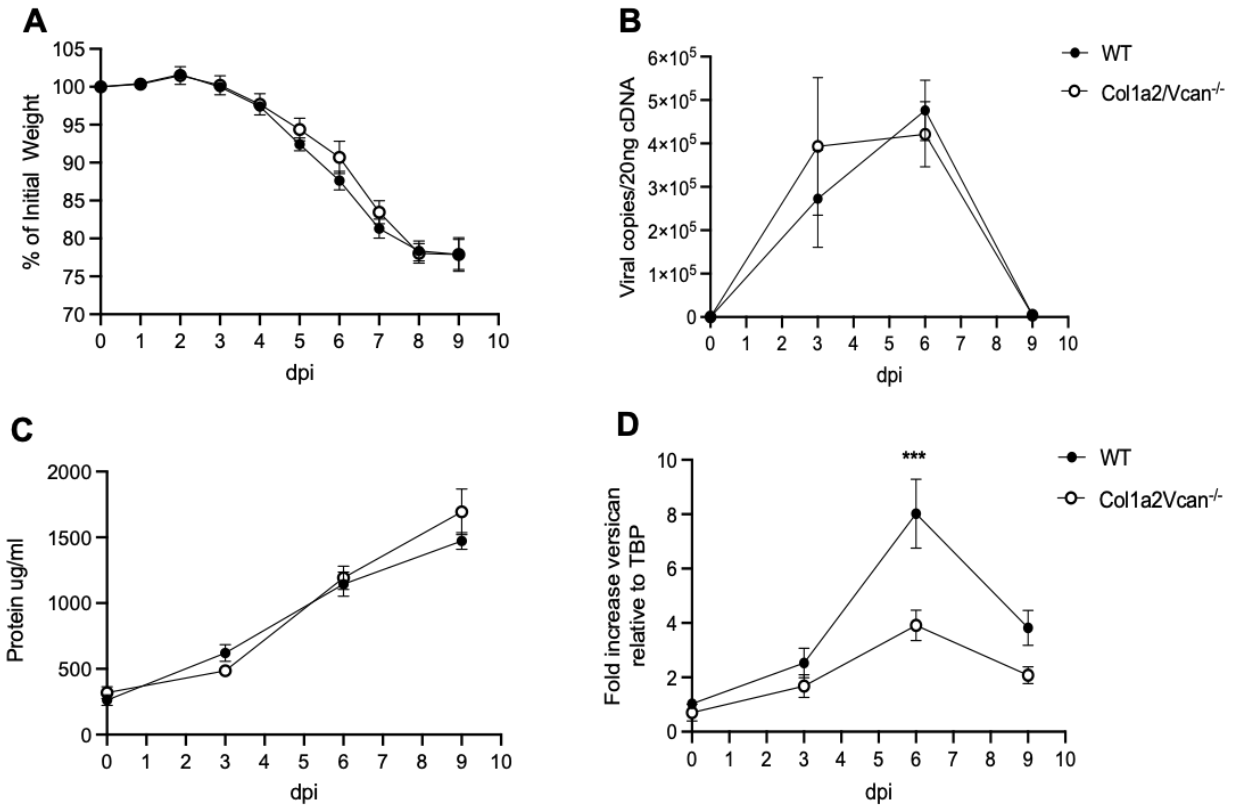 A
105
100
95
90
85
80
75
70
% of Initial Weight
0 1 2 3 4 5 6 7 8 9 10
dpi
B
6×10⁵
5×10⁵
4×10⁵
3×10⁵
2×10⁵
1×10⁵
0
Viral copies/20ng cDNA
0 1 2 3 4 5 6 7 8 9 10
dpi
WT
Col1a2/Vcan⁻/⁻
C
2000
1500
1000
500
0
Protein ug/ml
0 1 2 3 4 5 6 7 8 9 10
dpi
D
10
8
6
4
2
0
Fold increase versican
relative to TBP
***
0 1 2 3 4 5 6 7 8 9 10
dpi
WT
Col1a2Vcan⁻/⁻